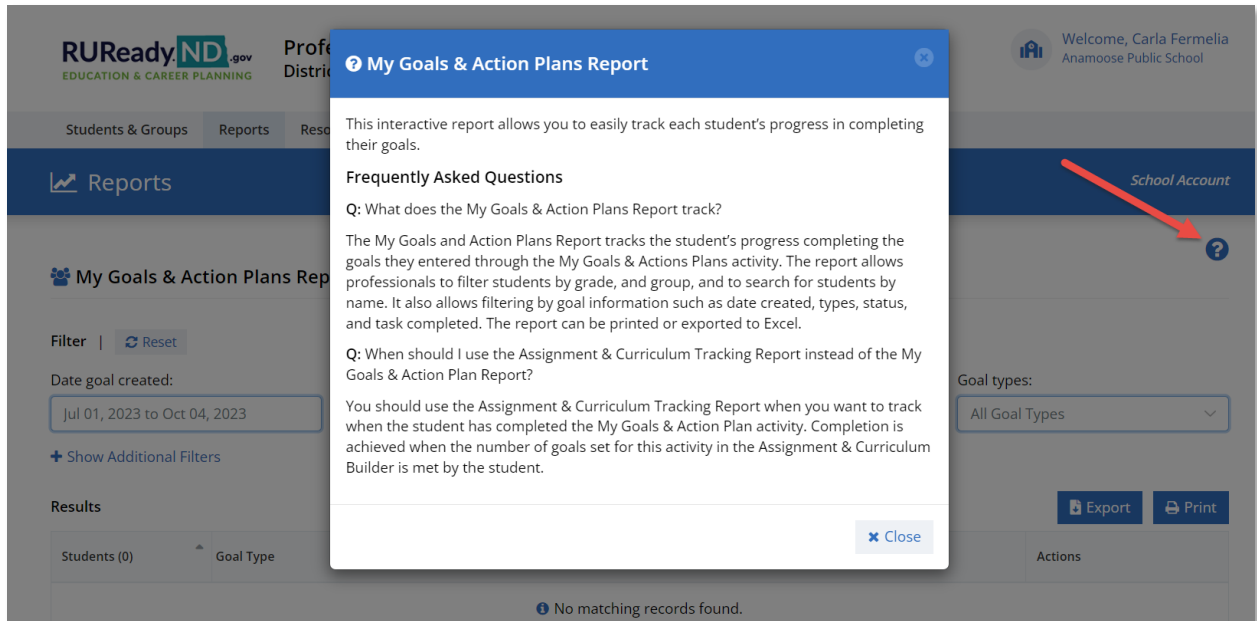 RUReady.ND.gov
EDUCATION & CAREER PLANNING
Profe
Distric
Welcome, Carla Fermelia
Anamoose Public School
Students & Groups Reports Reso
Reports
School Account
My Goals & Action Plans Rep
Filter | Reset
Date goal created:
Jul 01, 2023 to Oct 04, 2023
Goal types:
All Goal Types
Show Additional Filters
Results
Export Print
Students (0) Goal Type Actions
No matching records found.
My Goals & Action Plans Report
This interactive report allows you to easily track each student's progress in completing
their goals.
Frequently Asked Questions
Q: What does the My Goals & Action Plans Report track?
The My Goals and Action Plans Report tracks the student's progress completing the
goals they entered through the My Goals & Actions Plans activity. The report allows
professionals to filter students by grade, and group, and to search for students by
name. It also allows filtering by goal information such as date created, types, status,
and task completed. The report can be printed or exported to Excel.
Q: When should I use the Assignment & Curriculum Tracking Report instead of the My
Goals & Action Plan Report?
You should use the Assignment & Curriculum Tracking Report when you want to track
when the student has completed the My Goals & Action Plan activity. Completion is
achieved when the number of goals set for this activity in the Assignment & Curriculum
Builder is met by the student.
Close